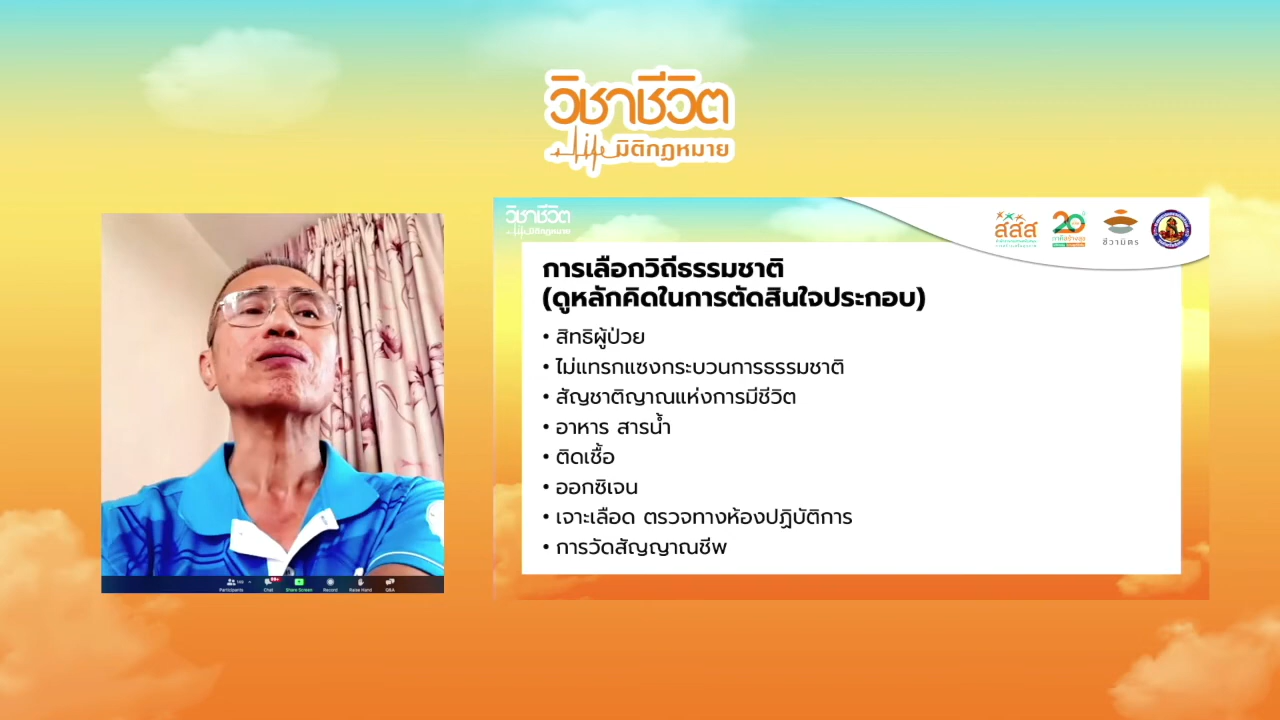 วิชาชีวิต
Life มิติกฎหมาย
วิชาชีวิต
Life มิติกฎหมาย
สสส
20
ชีวามิตร
การเลือกวิถีธรรมชาติ
(ดูหลักคิดในการตัดสินใจประกอบ)
• สิทธิผู้ป่วย
• ไม่แทรกแซงกระบวนการธรรมชาติ
• สัญชาติญาณแห่งการมีชีวิต
• อาหาร สารน้ำ
• ติดเชื้อ
• ออกซิเจน
• เจาะเลือด ตรวจทางห้องปฏิบัติการ
• การวัดสัญญาณชีพ
Participants Chat Share Screen Record Raise Hand Q&A